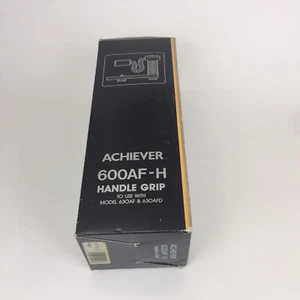 ACHIEVER
600AF-H
HANDLE GRIP
TO USE WITH
MODEL 630AF & 630AFD